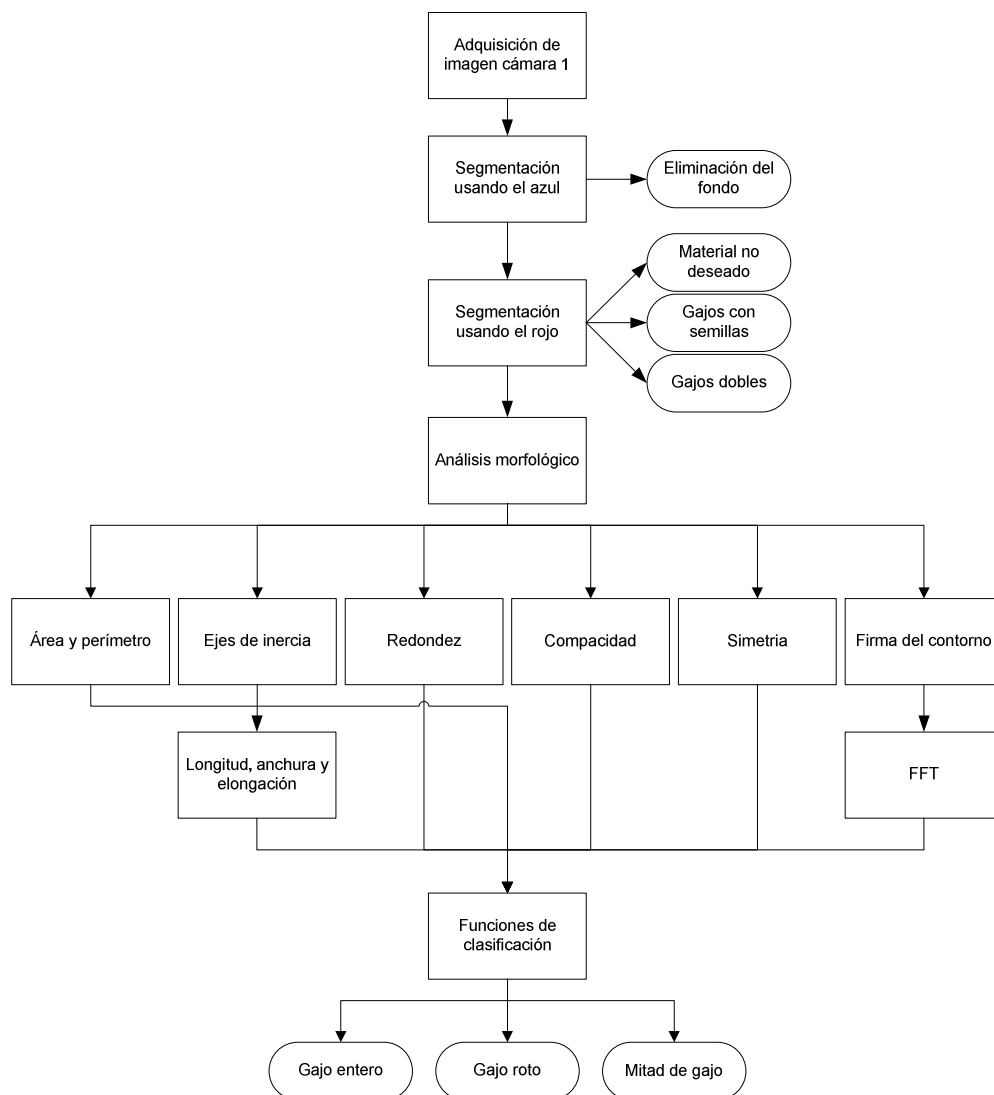 Adquisición de
imagen cámara 1
Segmentación
usando el azul
Eliminación del
fondo
Segmentación
usando el rojo
Material no
deseado
Gajos con
semillas
Gajos dobles
Análisis morfológico
Área y perímetro
Ejes de inercia
Redondez
Compacidad
Simetria
Firma del contorno
Longitud, anchura y
elongación
FFT
Funciones de
clasificación
Gajo entero
Gajo roto
Mitad de gajo